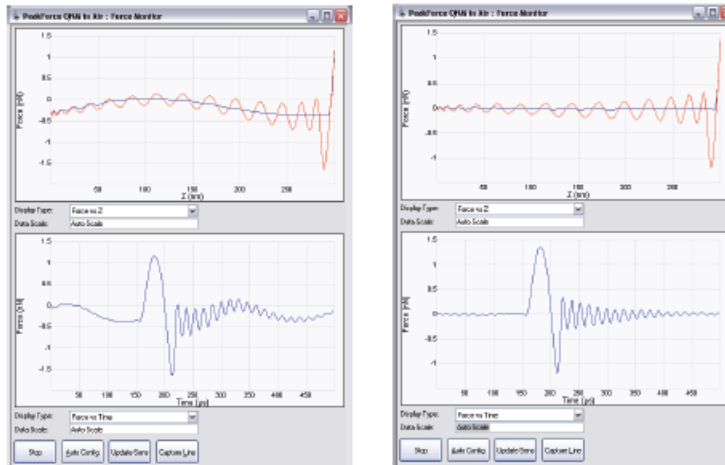 PeakForce QNM in Air : Force Monitor
1.5
1
0.5
0
-0.5
-1
-1.5
Force (nN)
50
100
150
200
250
Z (nm)
Display Type: Force vs Z
Data Scale: Auto Scale
1.5
1
0.5
0
-0.5
-1
-1.5
Force (nN)
50
100
150
200
250
300
350
400
450
Time (µs)
Display Type: Force vs Time
Data Scale: Auto Scale
Stop Auto Config Update Sens Capture Line
PeakForce QNM in Air : Force Monitor
1.5
1
0.5
0
-0.5
-1
Force (nN)
50
100
150
200
250
Z (nm)
Display Type: Force vs Z
Data Scale: Auto Scale
1.5
1
0.5
0
-0.5
-1
Force (nN)
50
100
150
200
250
300
350
400
450
Time (µs)
Display Type: Force vs Time
Data Scale: Auto Scale
Stop Auto Config Update Sens Capture Line